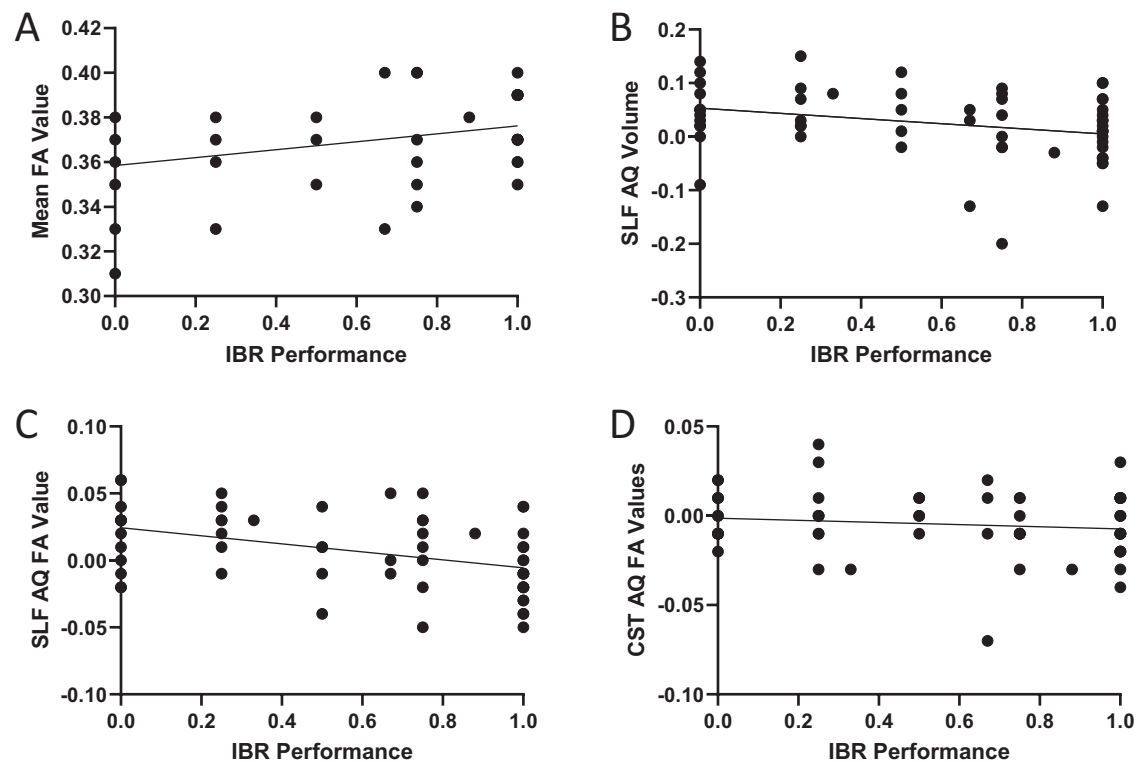 A
Mean FA Value
0.42
0.40
0.38
0.36
0.34
0.32
0.30
0.0 0.2 0.4 0.6 0.8 1.0
IBR Performance
B
SLF AQ Volume
0.2
0.1
0.0
-0.1
-0.2
-0.3
0.0 0.2 0.4 0.6 0.8 1.0
IBR Performance
C
SLF AQ FA Value
0.10
0.05
0.00
-0.05
-0.10
0.0 0.2 0.4 0.6 0.8 1.0
IBR Performance
D
CST AQ FA Values
0.05
0.00
-0.05
-0.10
0.0 0.2 0.4 0.6 0.8 1.0
IBR Performance